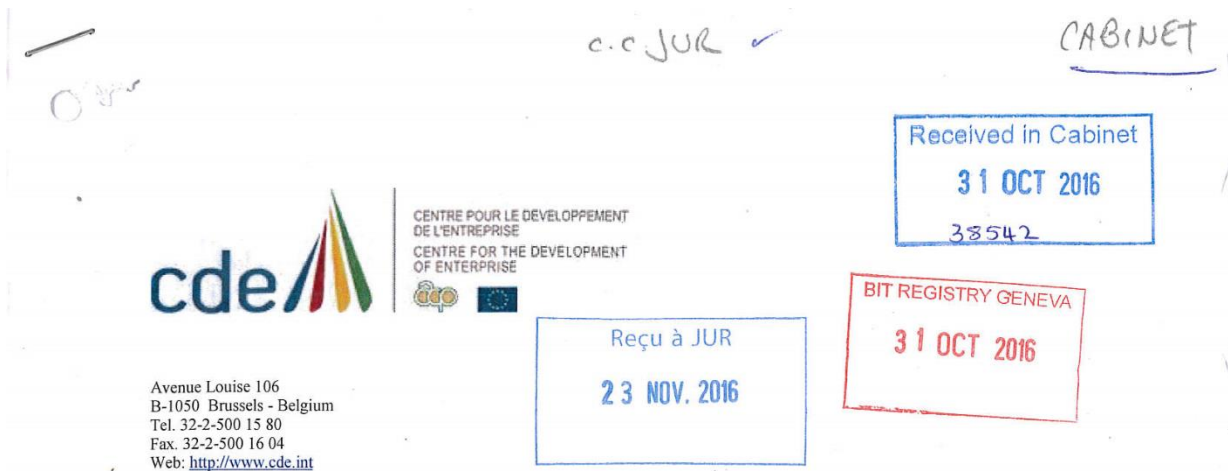 c.c JUR
CABINET
Received in Cabinet
31 OCT 2016
38542
cde
CENTRE POUR LE DEVELOPPEMENT
DE L'ENTREPRISE
CENTRE FOR THE DEVELOPMENT
OF ENTERPRISE
acp
BIT REGISTRY GENEVA
31 OCT 2016
Reçu à JUR
23 NOV. 2016
Avenue Louise 106
B-1050 Brussels - Belgium
Tel. 32-2-500 15 80
Fax. 32-2-500 16 04
Web: http://www.cde.int